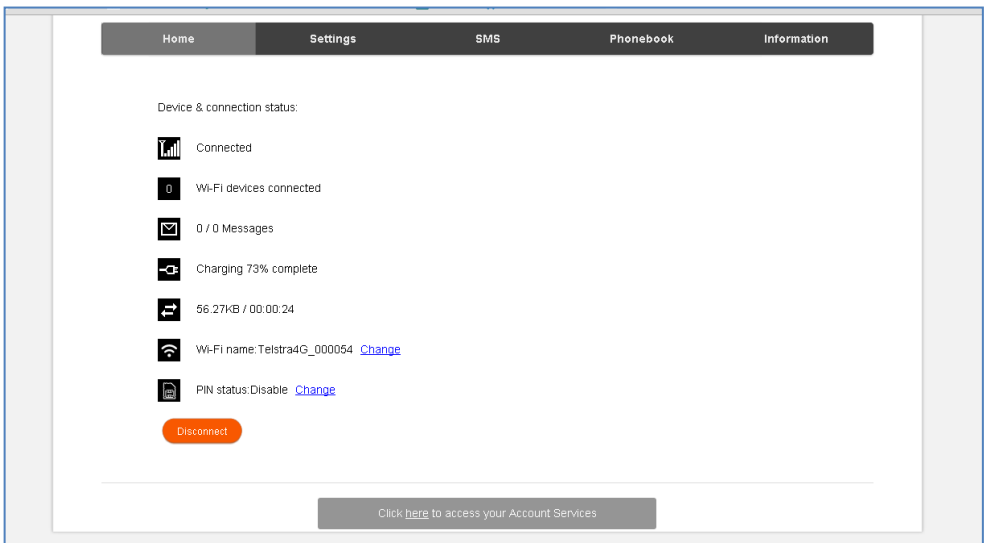 Home Settings SMS Phonebook Information
Device & connection status:
Connected
0 Wi-Fi devices connected
0 / 0 Messages
Charging 73% complete
56.27KB / 00:00:24
Wi-Fi name:Telstra4G_000054 Change
PIN status:Disable Change
Disconnect
Click here to access your Account Services